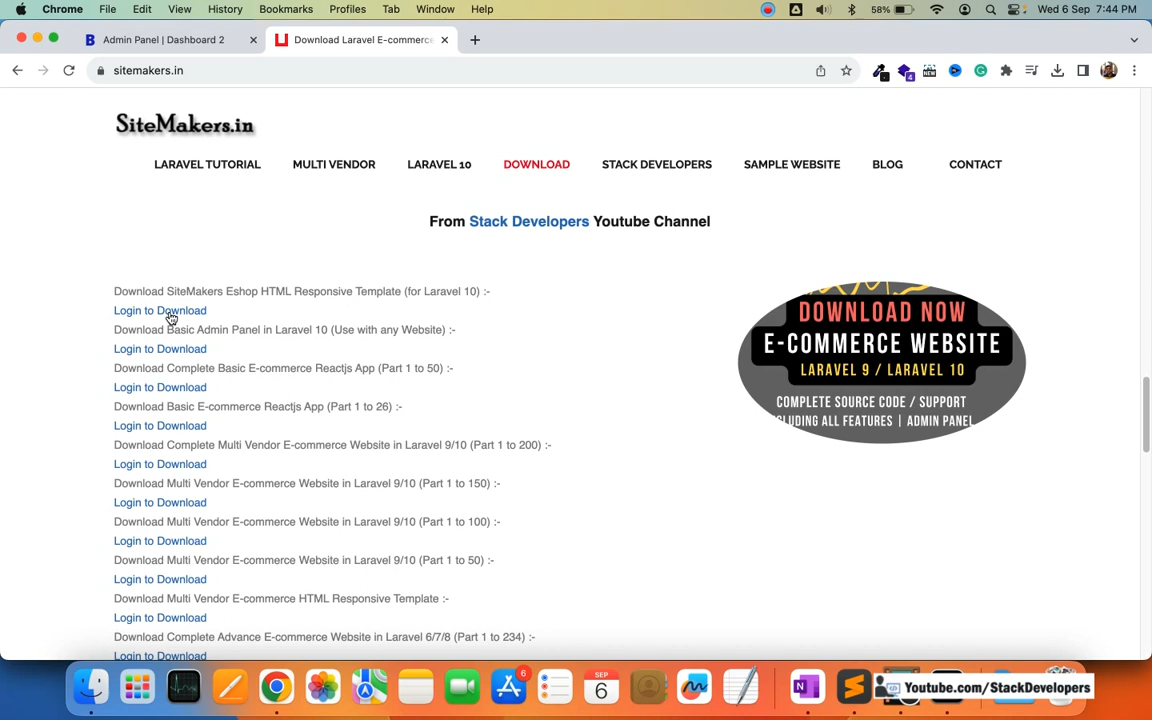 Chrome File Edit View History Bookmarks Profiles Tab Window Help 58% Wed 6 Sep 7:44 PM
Admin Panel | Dashboard 2 Download Laravel E-commerce
sitemakers.in
SiteMakers.in
LARAVEL TUTORIAL MULTI VENDOR LARAVEL 10 DOWNLOAD STACK DEVELOPERS SAMPLE WEBSITE BLOG CONTACT
From Stack Developers Youtube Channel
Download SiteMakers Eshop HTML Responsive Template (for Laravel 10) :-
Login to Download
Download Basic Admin Panel in Laravel 10 (Use with any Website) :-
Login to Download
Download Complete Basic E-commerce Reactjs App (Part 1 to 50) :-
Login to Download
Download Basic E-commerce Reactjs App (Part 1 to 26) :-
Login to Download
Download Complete Multi Vendor E-commerce Website in Laravel 9/10 (Part 1 to 200) :-
Login to Download
Download Multi Vendor E-commerce Website in Laravel 9/10 (Part 1 to 150) :-
Login to Download
Download Multi Vendor E-commerce Website in Laravel 9/10 (Part 1 to 100) :-
Login to Download
Download Multi Vendor E-commerce Website in Laravel 9/10 (Part 1 to 50) :-
Login to Download
Download Multi Vendor E-commerce HTML Responsive Template :-
Login to Download
Download Complete Advance E-commerce Website in Laravel 6/7/8 (Part 1 to 234) :-
Login to Download
DOWNLOAD NOW
E-COMMERCE WEBSITE
LARAVEL 9 / LARAVEL 10
COMPLETE SOURCE CODE / SUPPORT
INCLUDING ALL FEATURES | ADMIN PANEL
SEP
6
6
Youtube.com/StackDevelopers